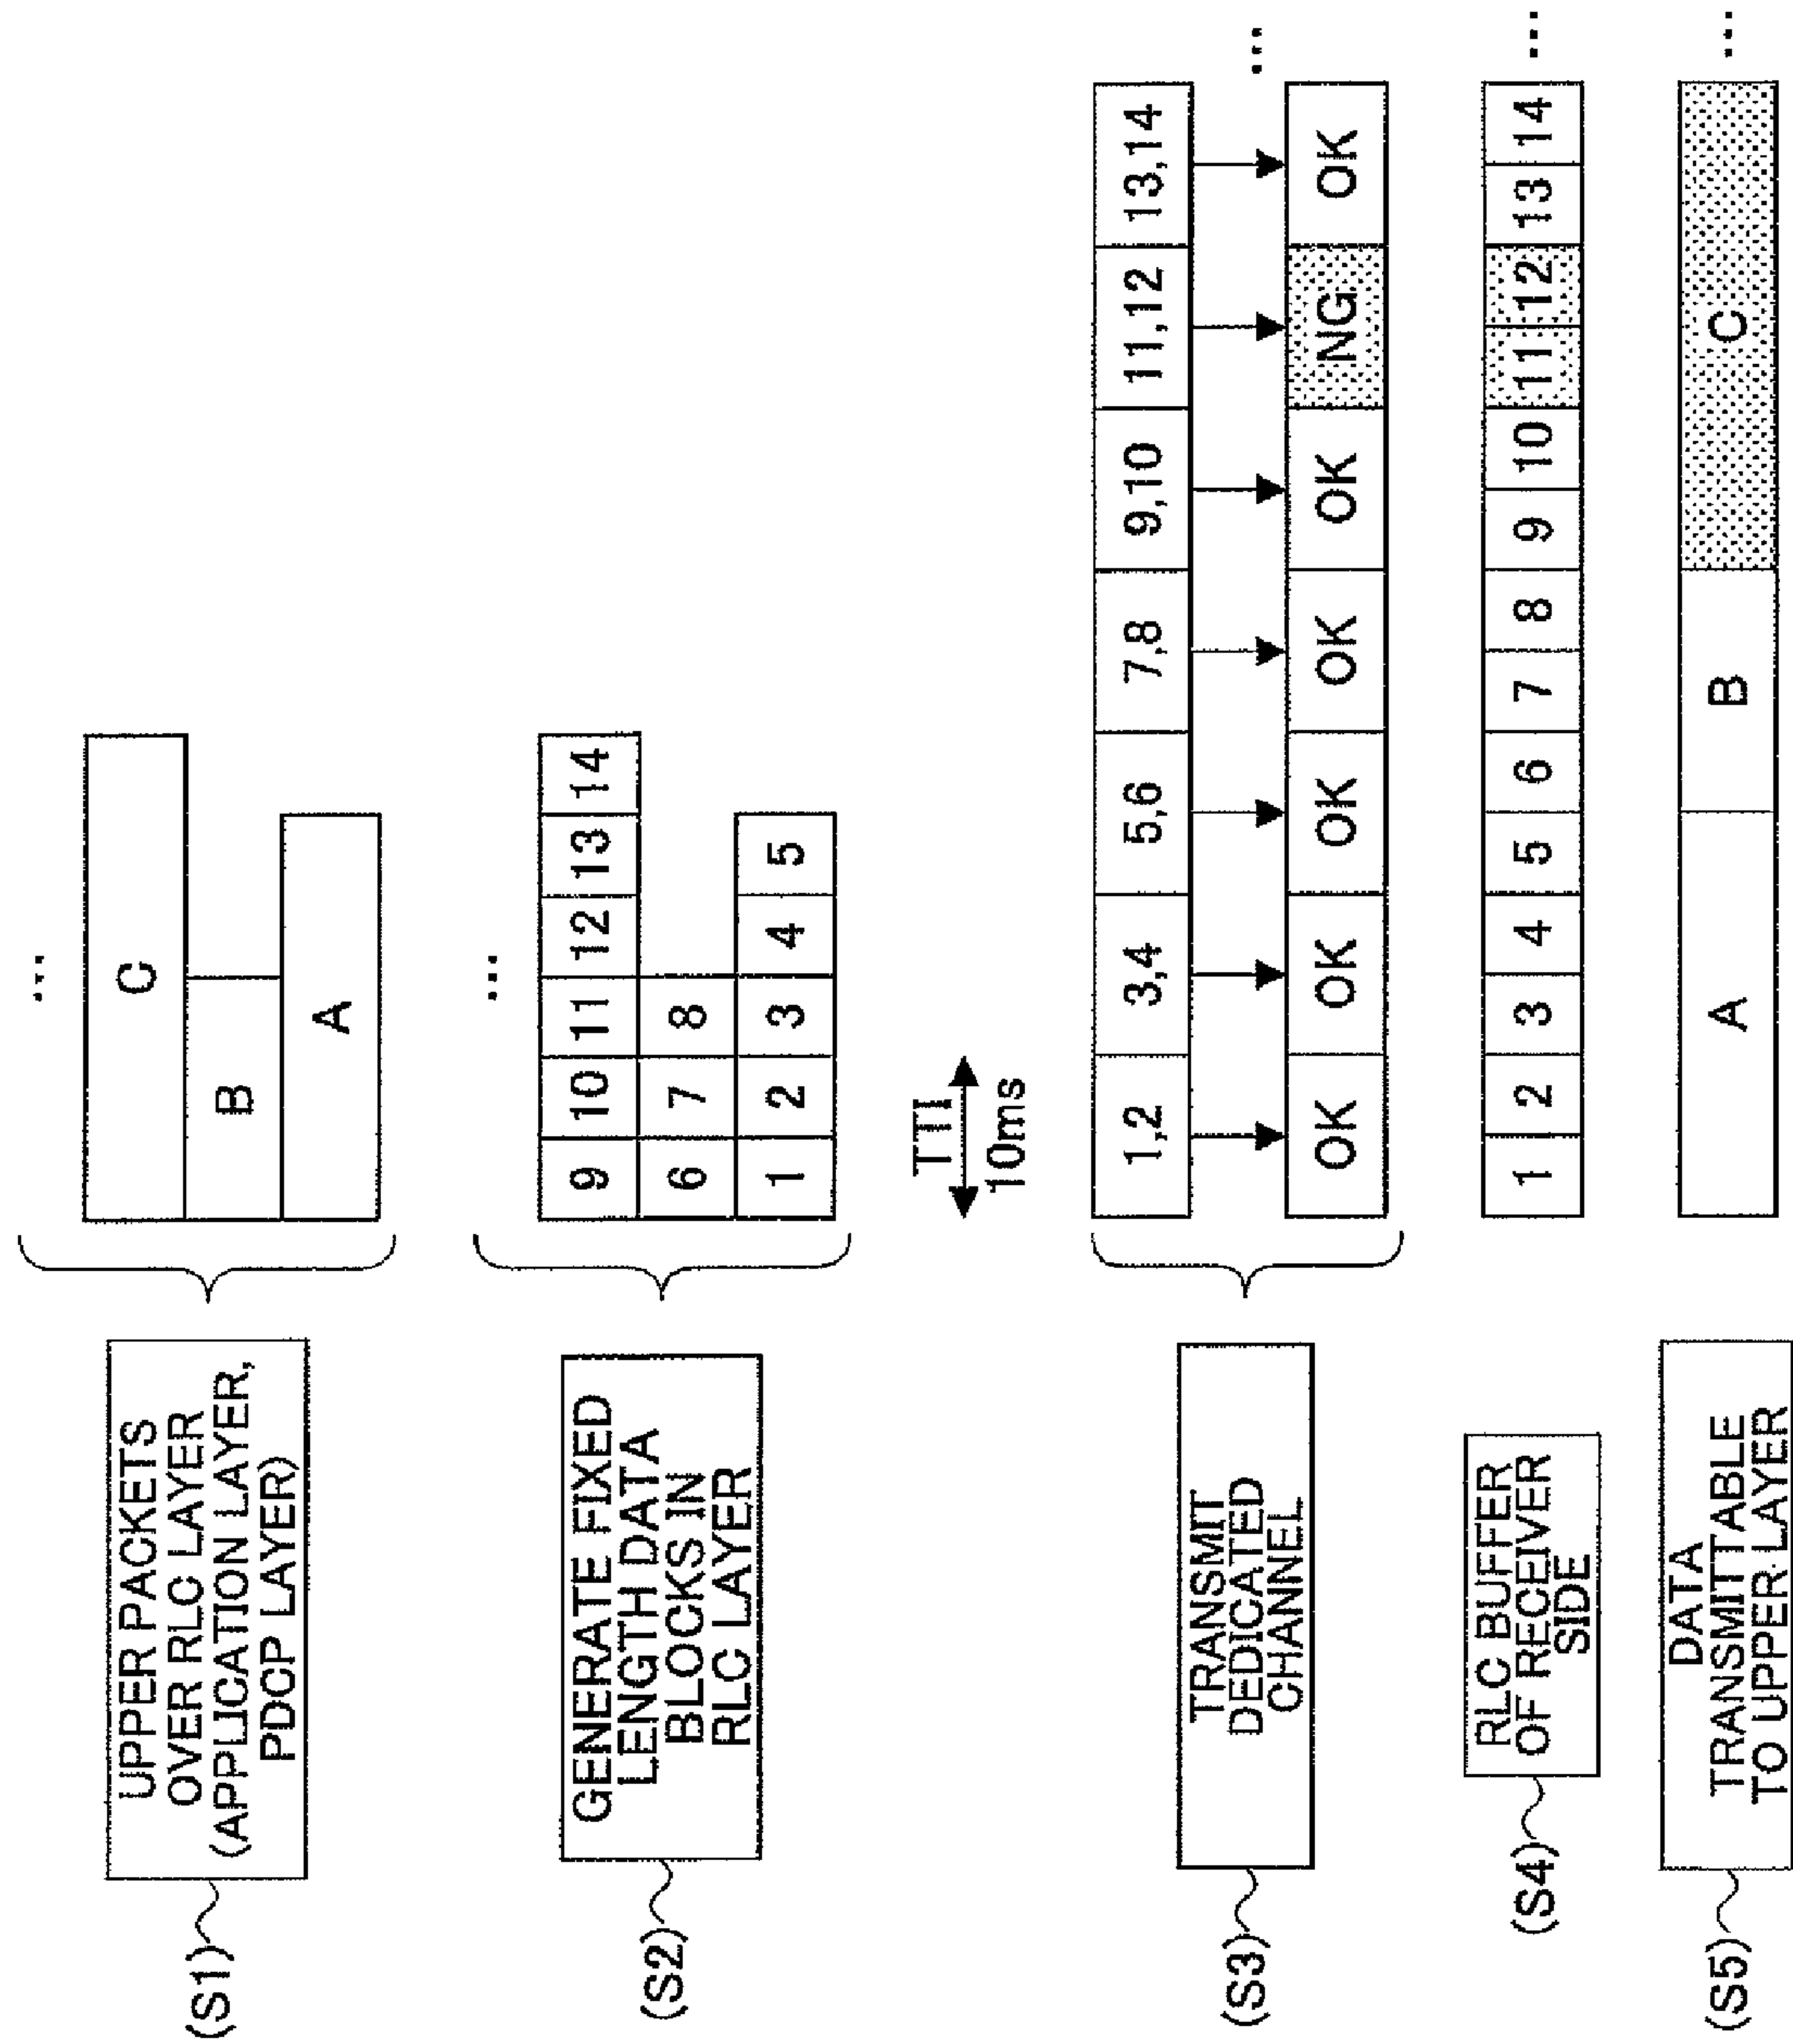 (S1)
UPPER PACKETS
OVER RLC LAYER
(APPLICATION LAYER,
PDCP LAYER)
...
C
B
A
(S2)
GENERATE FIXED
LENGTH DATA
BLOCKS IN
RLC LAYER
...
9 10 11 12 13 14
6 7 8
1 2 3 4 5
TTI
10ms
(S3)
TRANSMIT
DEDICATED
CHANNEL
1,2 3,4 5,6 7,8 9,10 11,12 13,14
...
OK OK OK OK OK NG OK
(S4)
RLC BUFFER
OF RECEIVER
SIDE
1 2 3 4 5 6 7 8 9 10 11 12 13 14 ...
(S5)
DATA
TRANSMITTABLE
TO UPPER LAYER
A B C ...